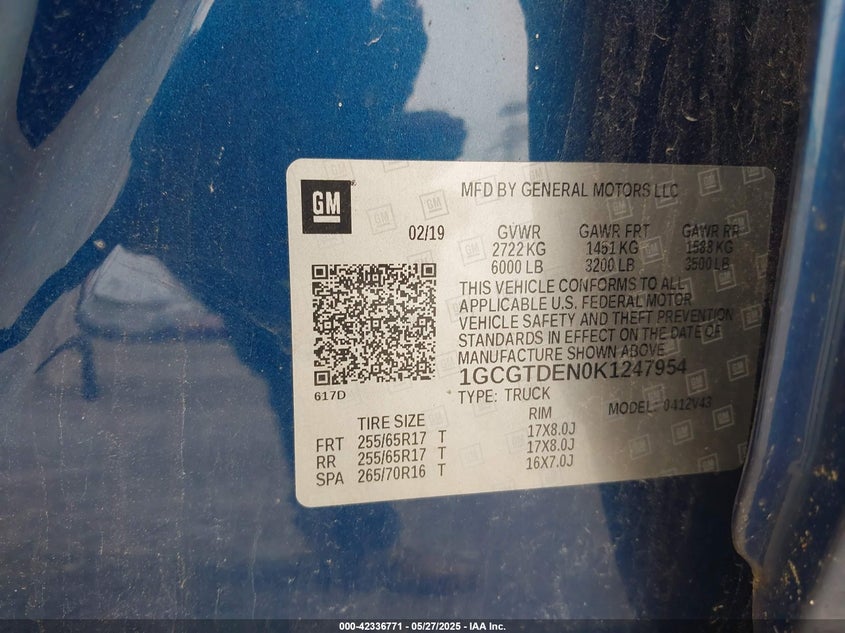 GM
MFD BY GENERAL MOTORS LLC
02/19 GVWR GAWR FRT GAWR RR
2722 KG 1451 KG 1588 KG
6000 LB 3200 LB 3500 LB
THIS VEHICLE CONFORMS TO ALL
APPLICABLE U.S. FEDERAL MOTOR
VEHICLE SAFETY AND THEFT PREVENTION
STANDARDS IN EFFECT ON THE DATE OF
MANUFACTURE SHOWN ABOVE
1GCGTDEN0K1247954
617D
TYPE: TRUCK MODEL: 0412V43
TIRE SIZE RIM
FRT 255/65R17 T 17X8.0J
RR 255/65R17 T 17X8.0J
SPA 265/70R16 T 16X7.0J
000-42336771 — 05/27/2025 — IAA Inc.